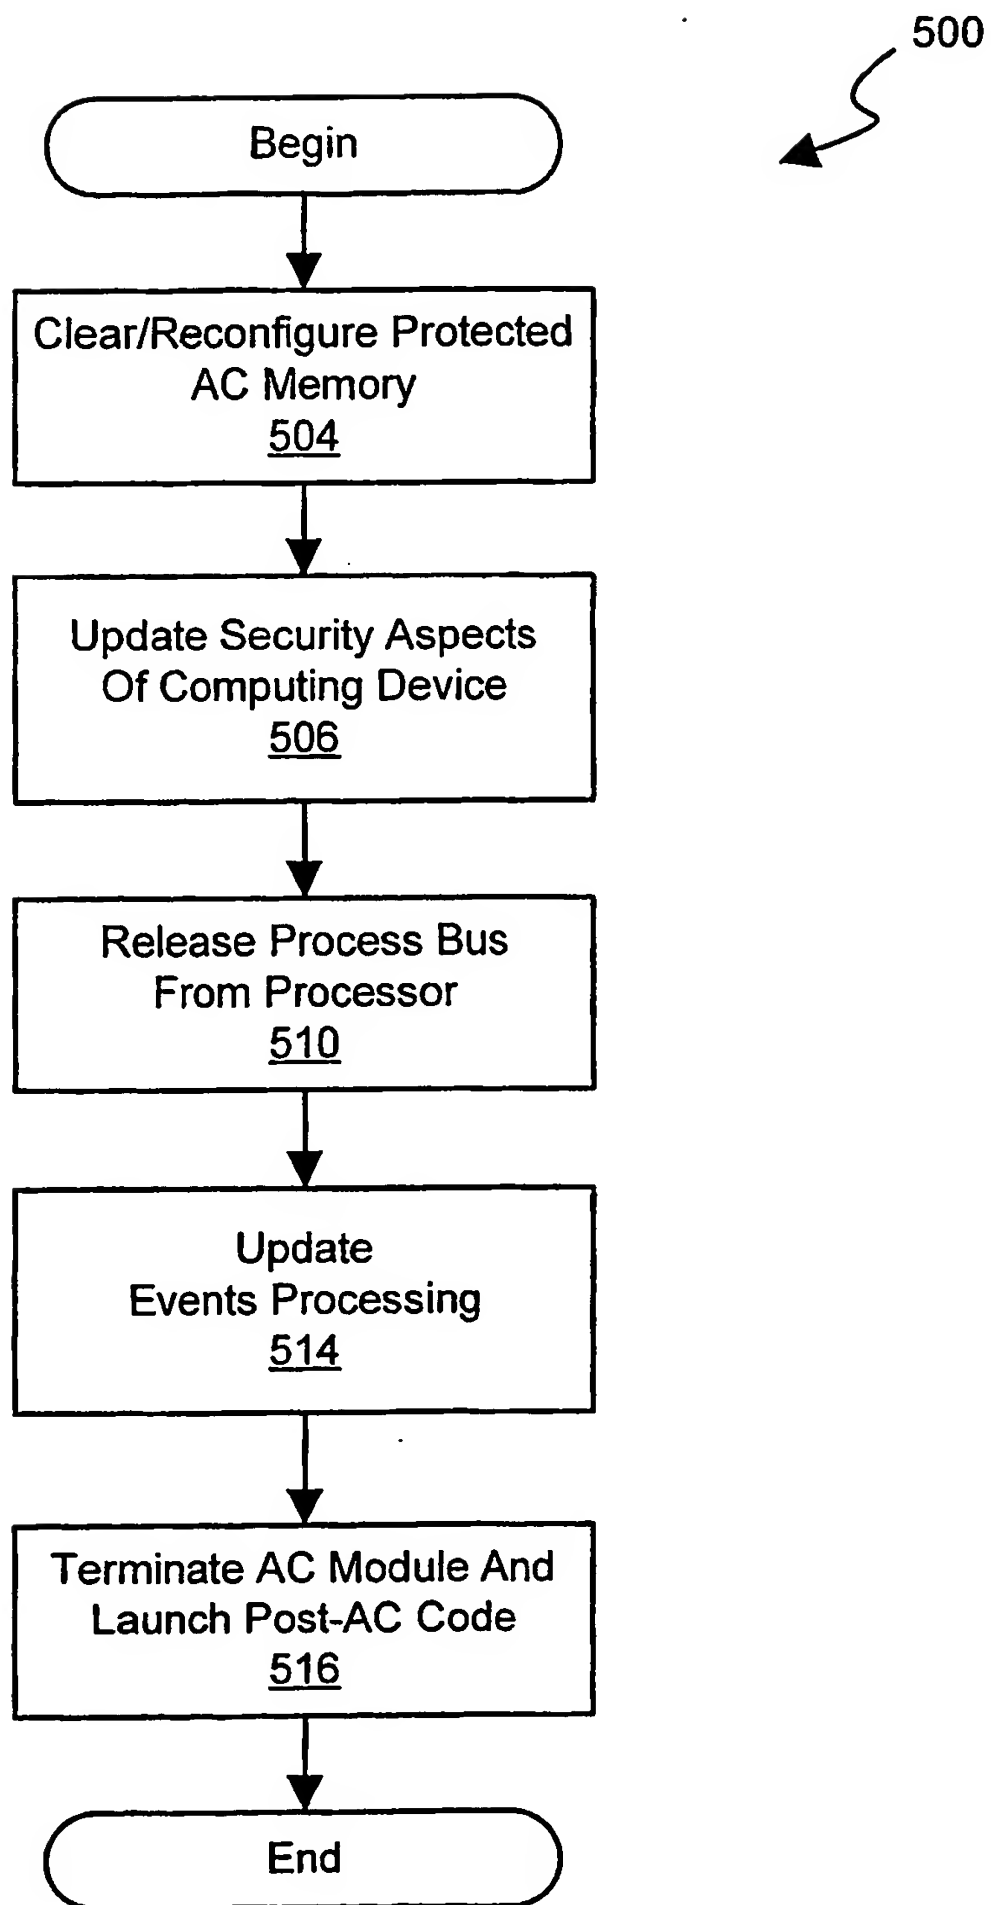 500
Begin
Clear/Reconfigure Protected
AC Memory
504
Update Security Aspects
Of Computing Device
506
Release Process Bus
From Processor
510
Update
Events Processing
514
Terminate AC Module And
Launch Post-AC Code
516
End